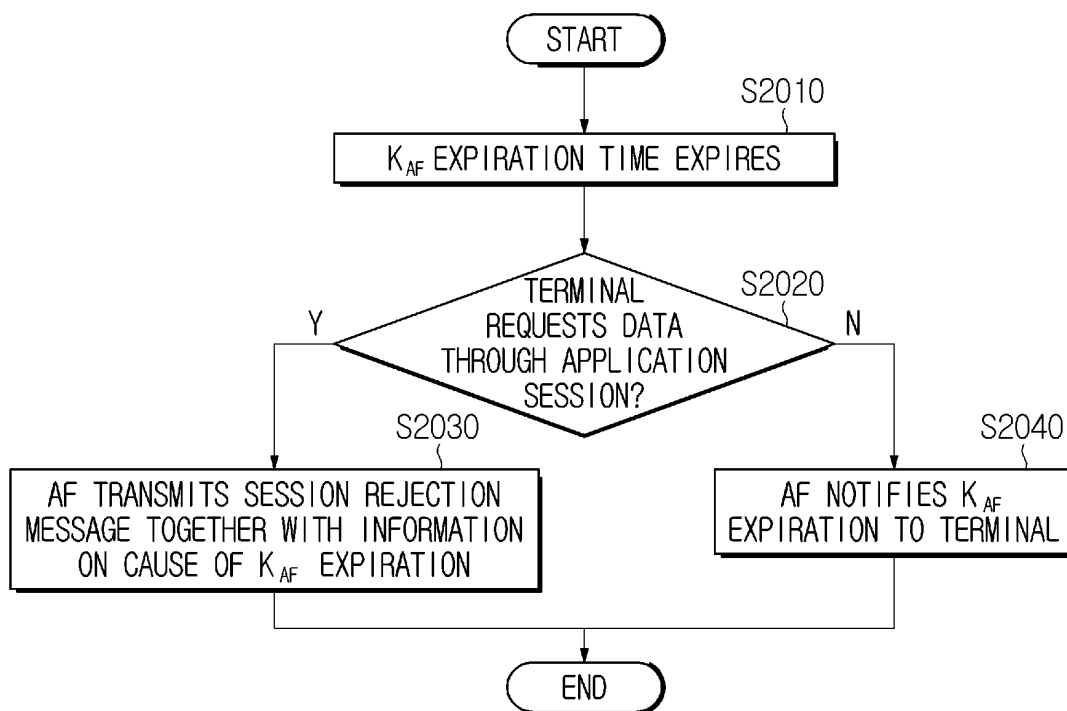 START
S2010
K_AF EXPIRATION TIME EXPIRES
S2020
TERMINAL
REQUESTS DATA
THROUGH APPLICATION
SESSION?
Y
N
S2030
AF TRANSMITS SESSION REJECTION
MESSAGE TOGETHER WITH INFORMATION
ON CAUSE OF K_AF EXPIRATION
S2040
AF NOTIFIES K_AF
EXPIRATION TO TERMINAL
END